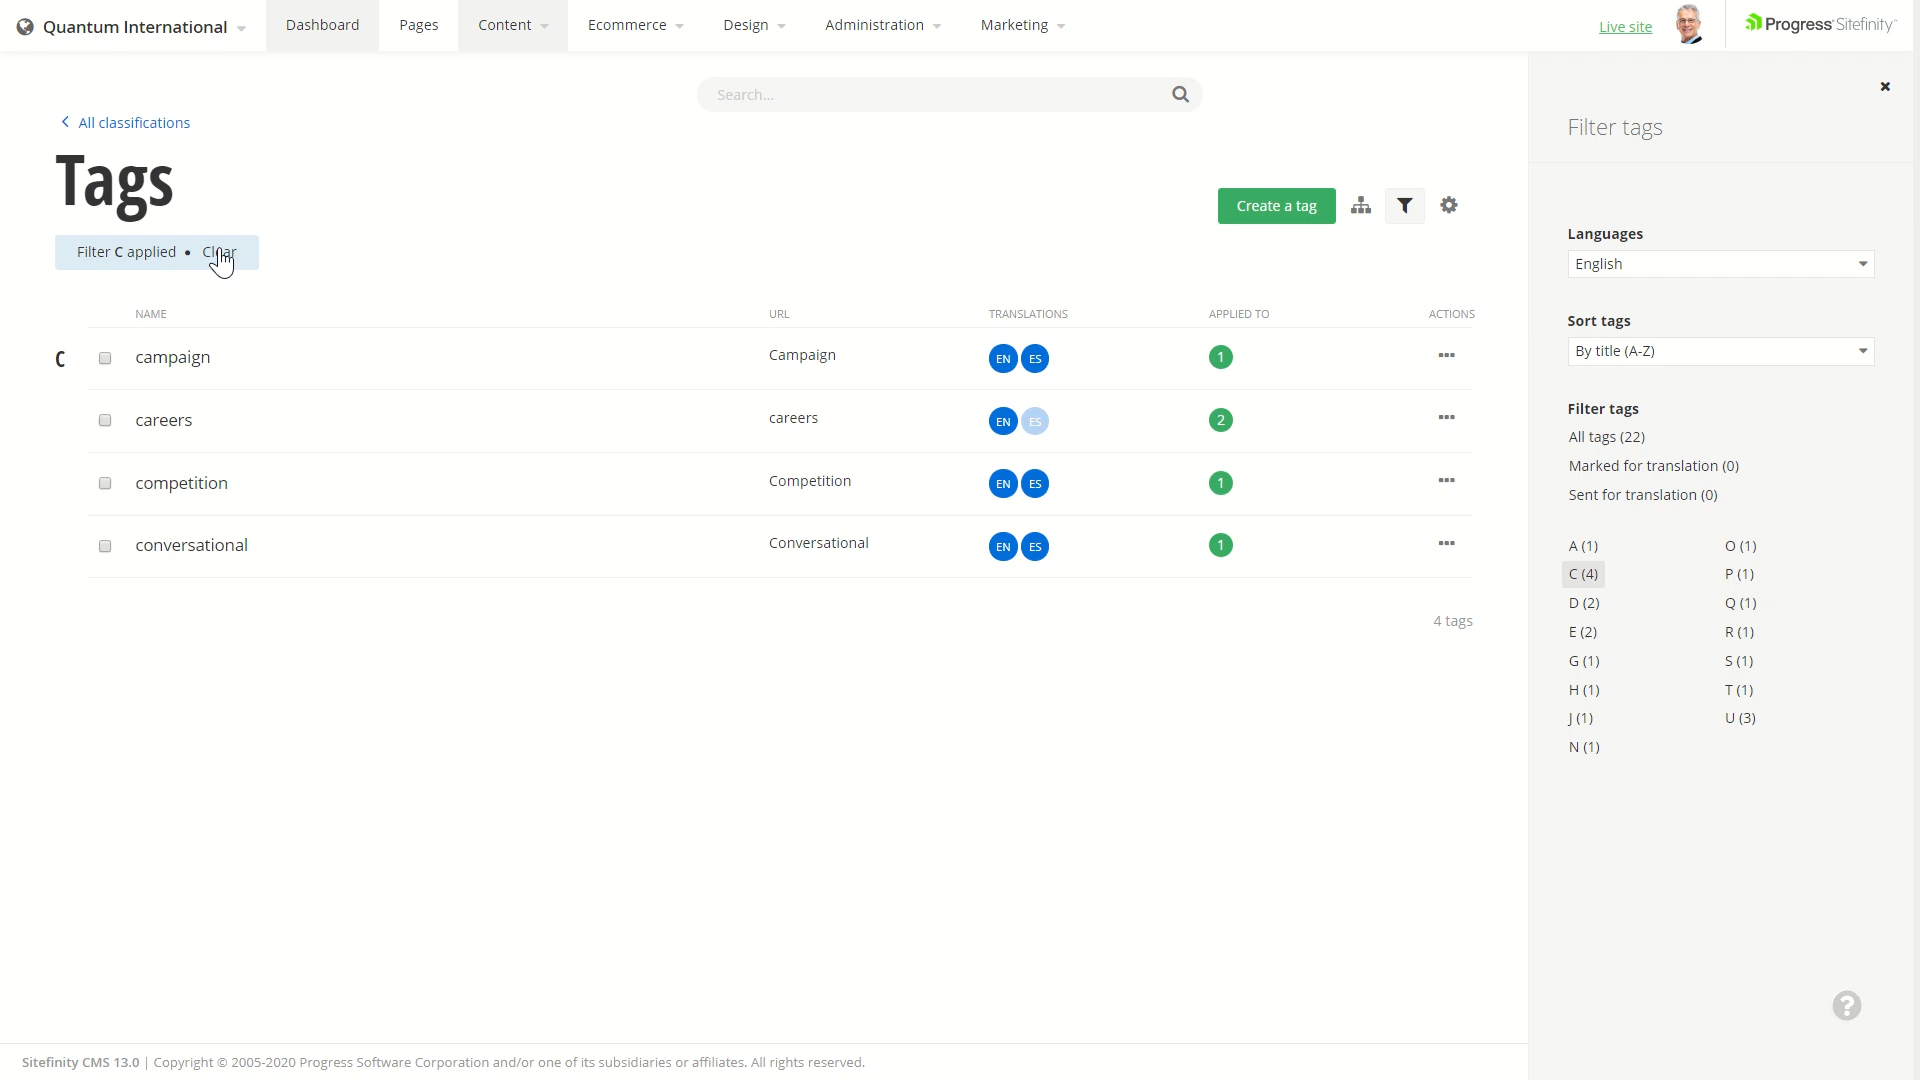 Quantum International
Dashboard
Pages
Content
Ecommerce
Design
Administration
Marketing
Live site
Progress Sitefinity
Search...
All classifications
Tags
Create a tag
Filter C applied • Clear
NAME
URL
TRANSLATIONS
APPLIED TO
ACTIONS
C
campaign
Campaign
EN ES
1
careers
careers
EN ES
2
competition
Competition
EN ES
1
conversational
Conversational
EN ES
1
4 tags
Filter tags
Languages
English
Sort tags
By title (A-Z)
Filter tags
All tags (22)
Marked for translation (0)
Sent for translation (0)
A (1)
C (4)
D (2)
E (2)
G (1)
H (1)
J (1)
N (1)
O (1)
P (1)
Q (1)
R (1)
S (1)
T (1)
U (3)
?
Sitefinity CMS 13.0 | Copyright © 2005-2020 Progress Software Corporation and/or one of its subsidiaries or affiliates. All rights reserved.